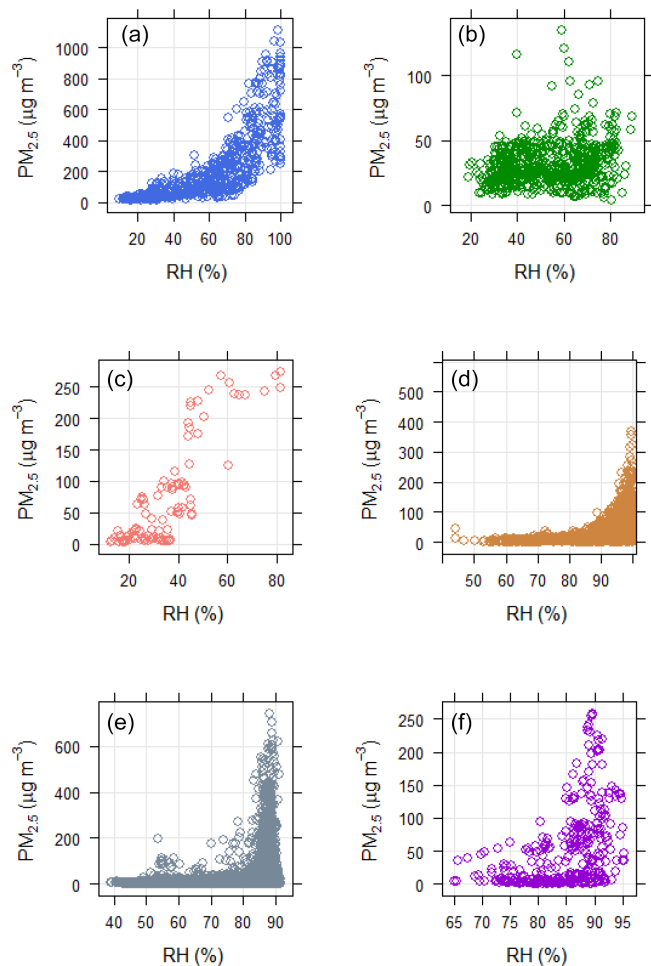 (a)
PM2.5 (µg m−3)
1000
800
600
400
200
0
20 40 60 80 100
RH (%)
(b)
PM2.5 (µg m−3)
100
50
0
20 40 60 80
RH (%)
(c)
PM2.5 (µg m−3)
250
200
150
100
50
0
20 40 60 80
RH (%)
(d)
PM2.5 (µg m−3)
500
400
300
200
100
0
50 60 70 80 90
RH (%)
(e)
PM2.5 (µg m−3)
600
400
200
0
40 50 60 70 80 90
RH (%)
(f)
PM2.5 (µg m−3)
250
200
150
100
50
0
65 70 75 80 85 90 95
RH (%)